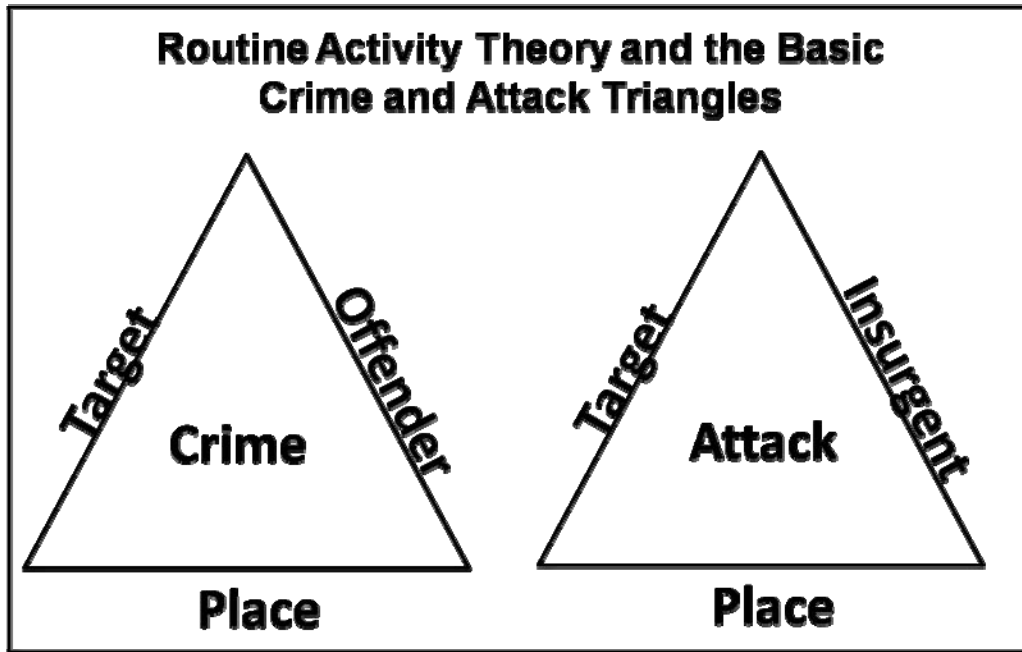 Routine Activity Theory and the Basic
Crime and Attack Triangles
Target
Offender
Crime
Place
Target
Insurgent
Attack
Place